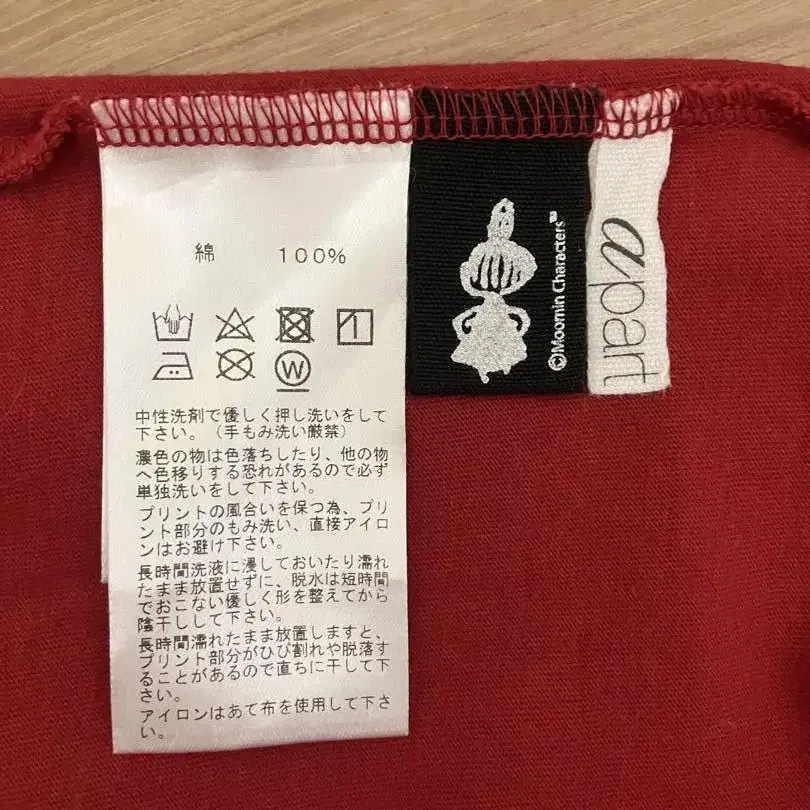 綿 100%
W
中性洗剤で優しく押し洗いをして
下さい。（手もみ洗い厳禁）
濃色の物は色落ちしたり、他の物
へ色移りする恐れがあるので必ず
単独洗いをして下さい。
プリントの風合いを保つ為、プリ
ント部分のもみ洗い、直接アイロ
ンはお避け下さい。
長時間洗液に浸しておいたり濡れ
たまま放置せずに、脱水は短時間
でおこない優しく形を整えてから
陰干しして下さい。
長時間濡れたまま放置しますと、
プリント部分がひび割れや脱落す
ることがあるので直ちに干して下
さい。
アイロンはあて布を使用して下さ
い。
©Moomin Characters™
apart